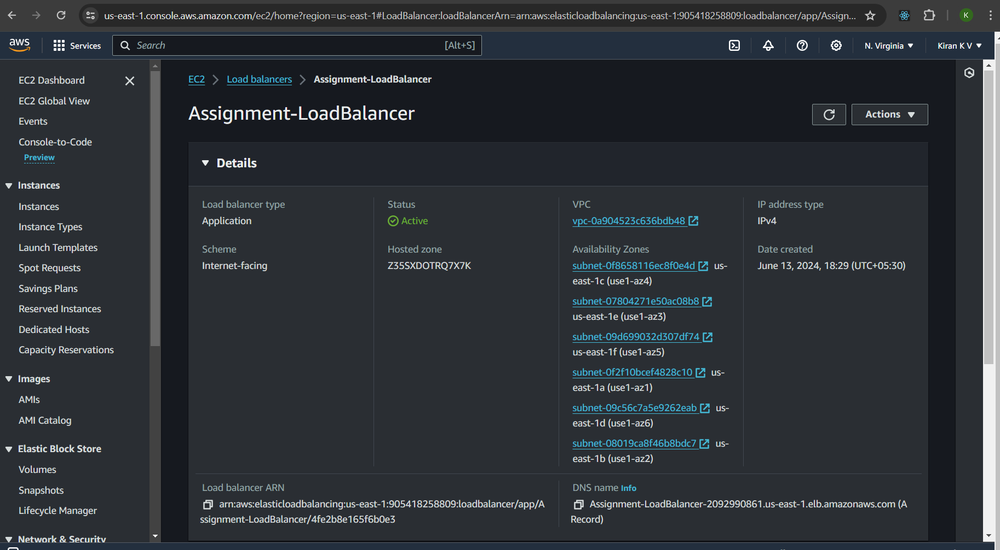 us-east-1.console.aws.amazon.com/ec2/home?region=us-east-1#LoadBalancer:loadBalancerArn=arn:aws:elasticloadbalancing:us-east-1:905418258809:loadbalancer/app/Assign...
K
aws
Services
Search
[Alt+S]
N. Virginia
Kiran K V
EC2 Dashboard
EC2 Global View
Events
Console-to-Code
Preview
Instances
Instances
Instance Types
Launch Templates
Spot Requests
Savings Plans
Reserved Instances
Dedicated Hosts
Capacity Reservations
Images
AMIs
AMI Catalog
Elastic Block Store
Volumes
Snapshots
Lifecycle Manager
Network & Security
EC2
Load balancers
Assignment-LoadBalancer
Assignment-LoadBalancer
Actions
Details
Load balancer type
Application
Scheme
Internet-facing
Status
Active
Hosted zone
Z35SXDOTRQ7X7K
VPC
vpc-0a904523c636bdb48
Availability Zones
subnet-0f8658116ec8f0e4d us-
east-1c (use1-az4)
subnet-07804271e50ac08b8
us-east-1e (use1-az3)
subnet-09d699032d307df74
us-east-1f (use1-az5)
subnet-0f2f10bcef4828c10 us-
east-1a (use1-az1)
subnet-09c56c7a5e9262eab us-
east-1d (use1-az6)
subnet-08019ca8f46b8bdc7 us-
east-1b (use1-az2)
IP address type
IPv4
Date created
June 13, 2024, 18:29 (UTC+05:30)
Load balancer ARN
arn:aws:elasticloadbalancing:us-east-1:905418258809:loadbalancer/app/A
ssignment-LoadBalancer/4fe2b8e165f6b0e3
DNS name Info
Assignment-LoadBalancer-2092990861.us-east-1.elb.amazonaws.com (A
Record)